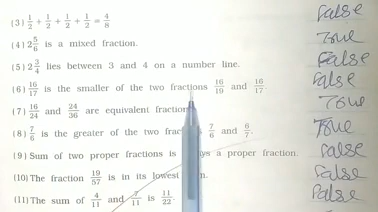 (3) 1/2 + 1/2 + 1/2 + 1/2 = 4/8 False
(4) 2 5/6 is a mixed fraction. True
(5) 2 3/4 lies between 3 and 4 on a number line. False
(6) 16/17 is the smaller of the two fractions 16/19 and 16/17. False
(7) 16/24 and 24/36 are equivalent fraction True
(8) 7/6 is the greater of the two 7/6 and 6/7. True
(9) Sum of two proper fractions is a proper fraction. False
(10) The fraction 19/57 is in its lowest False
(11) The sum of 4/11 and 7/11 is 11/22. False